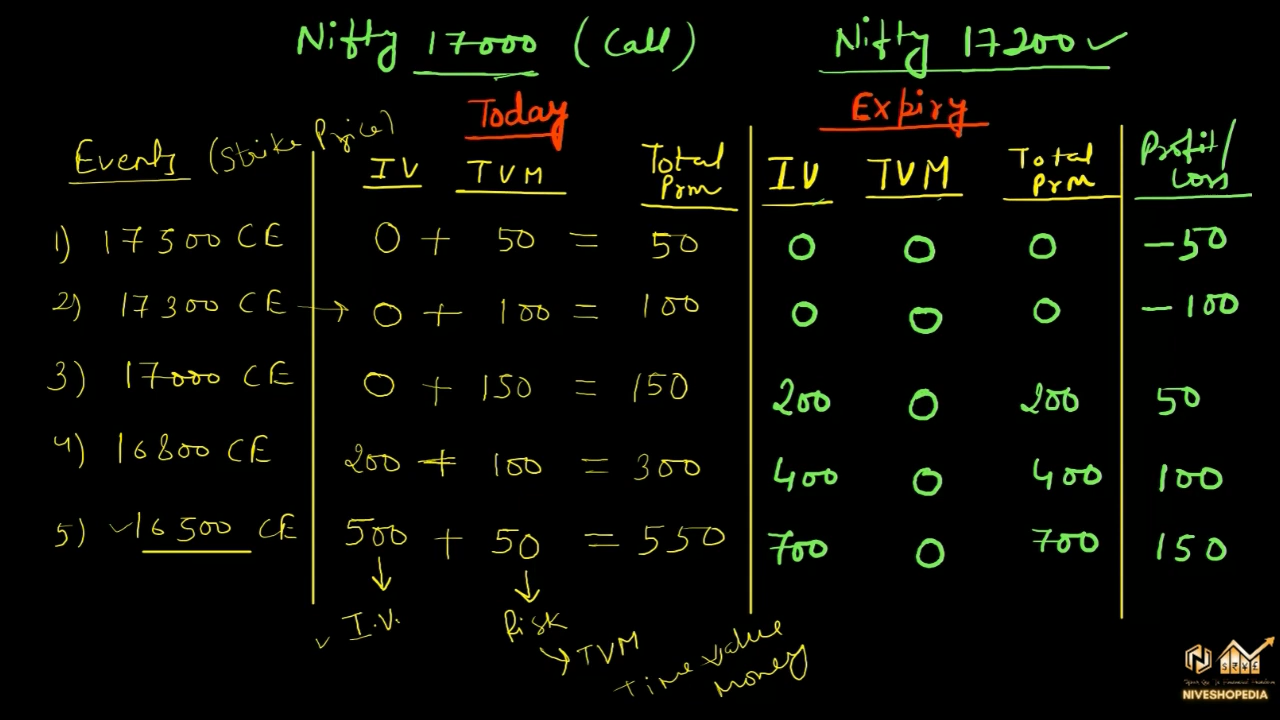 Nifty 17000 (Call) Nifty 17200 ✓
Today Expiry
Events (Strike Price) IV TVM Total Prm IV TVM Total Prm Profit/Loss
1) 17500 CE 0 + 50 = 50 0 0 0 -50
2) 17300 CE → 0 + 100 = 100 0 0 0 -100
3) 17000 CE 0 + 150 = 150 200 0 200 50
4) 16800 CE 200 + 100 = 300 400 0 400 100
5) ✓16500 CE 500 + 50 = 550 700 0 700 150
✓ I.V. Risk
TVM
Time value
money
NIVESHOPEDIA